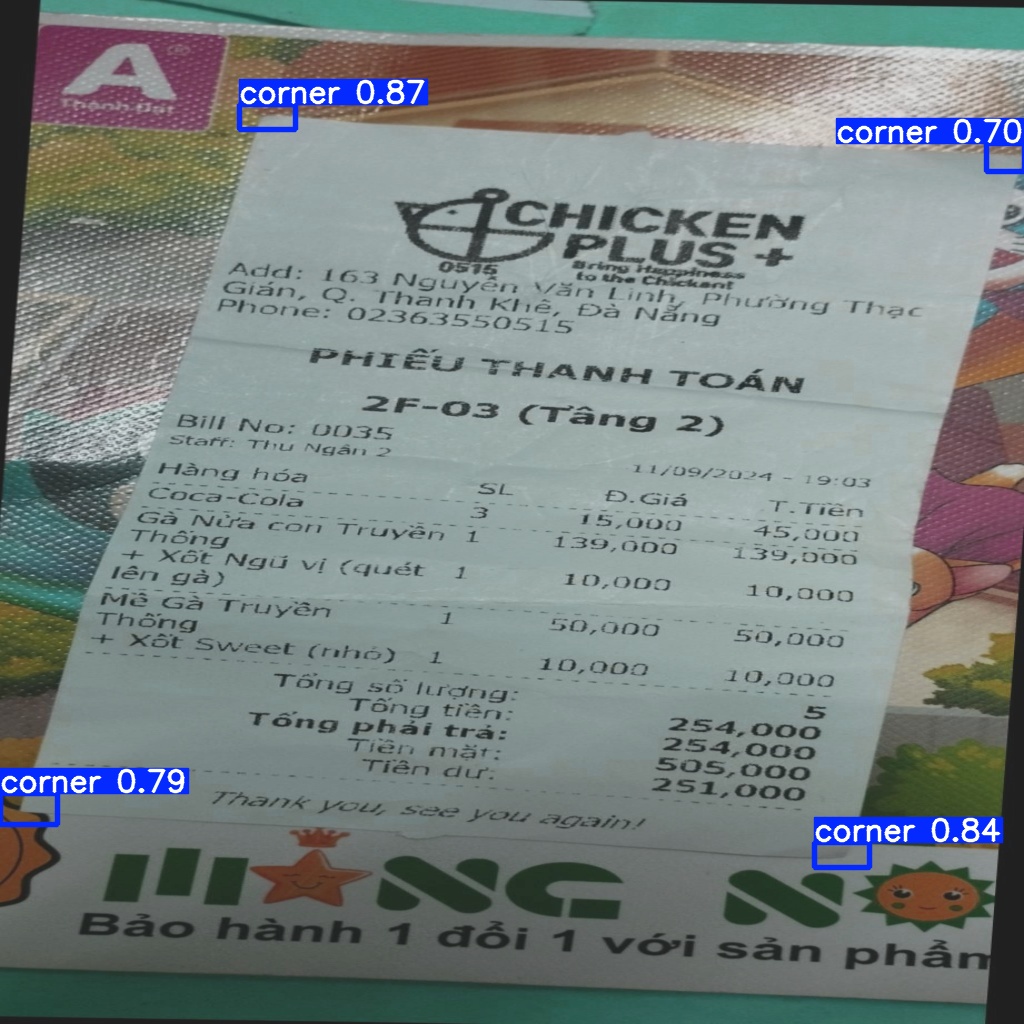 A®
Thành Đạt
corner 0.87
corner 0.70
CHICKEN
PLUS +
0515
Bring Happiness
to the Chickent
Add: 163 Nguyễn Văn Linh, Phường Thạc
Gián, Q. Thanh Khê, Đà Nẵng
Phone: 02363550515
PHIẾU THANH TOÁN
2F-03 (Tầng 2)
Bill No: 0035
Staff: Thu Ngân 2
11/09/2024 - 19:03
Hàng hóa SL Đ.Giá T.Tiền
Coca-Cola 3 15,000 45,000
Gà Nửa con Truyền 1 139,000 139,000
Thống
+ Xốt Ngũ vị (quét 1 10,000 10,000
lên gà)
Mề Gà Truyền 1 50,000 50,000
Thống
+ Xốt Sweet (nhỏ) 1 10,000 10,000
Tổng số lượng: 5
Tổng tiền: 254,000
Tổng phải trả: 254,000
Tiền mặt: 505,000
Tiền dư: 251,000
Thank you, see you again!
corner 0.79
corner 0.84
Bảo hành 1 đổi 1 với sản phẩm